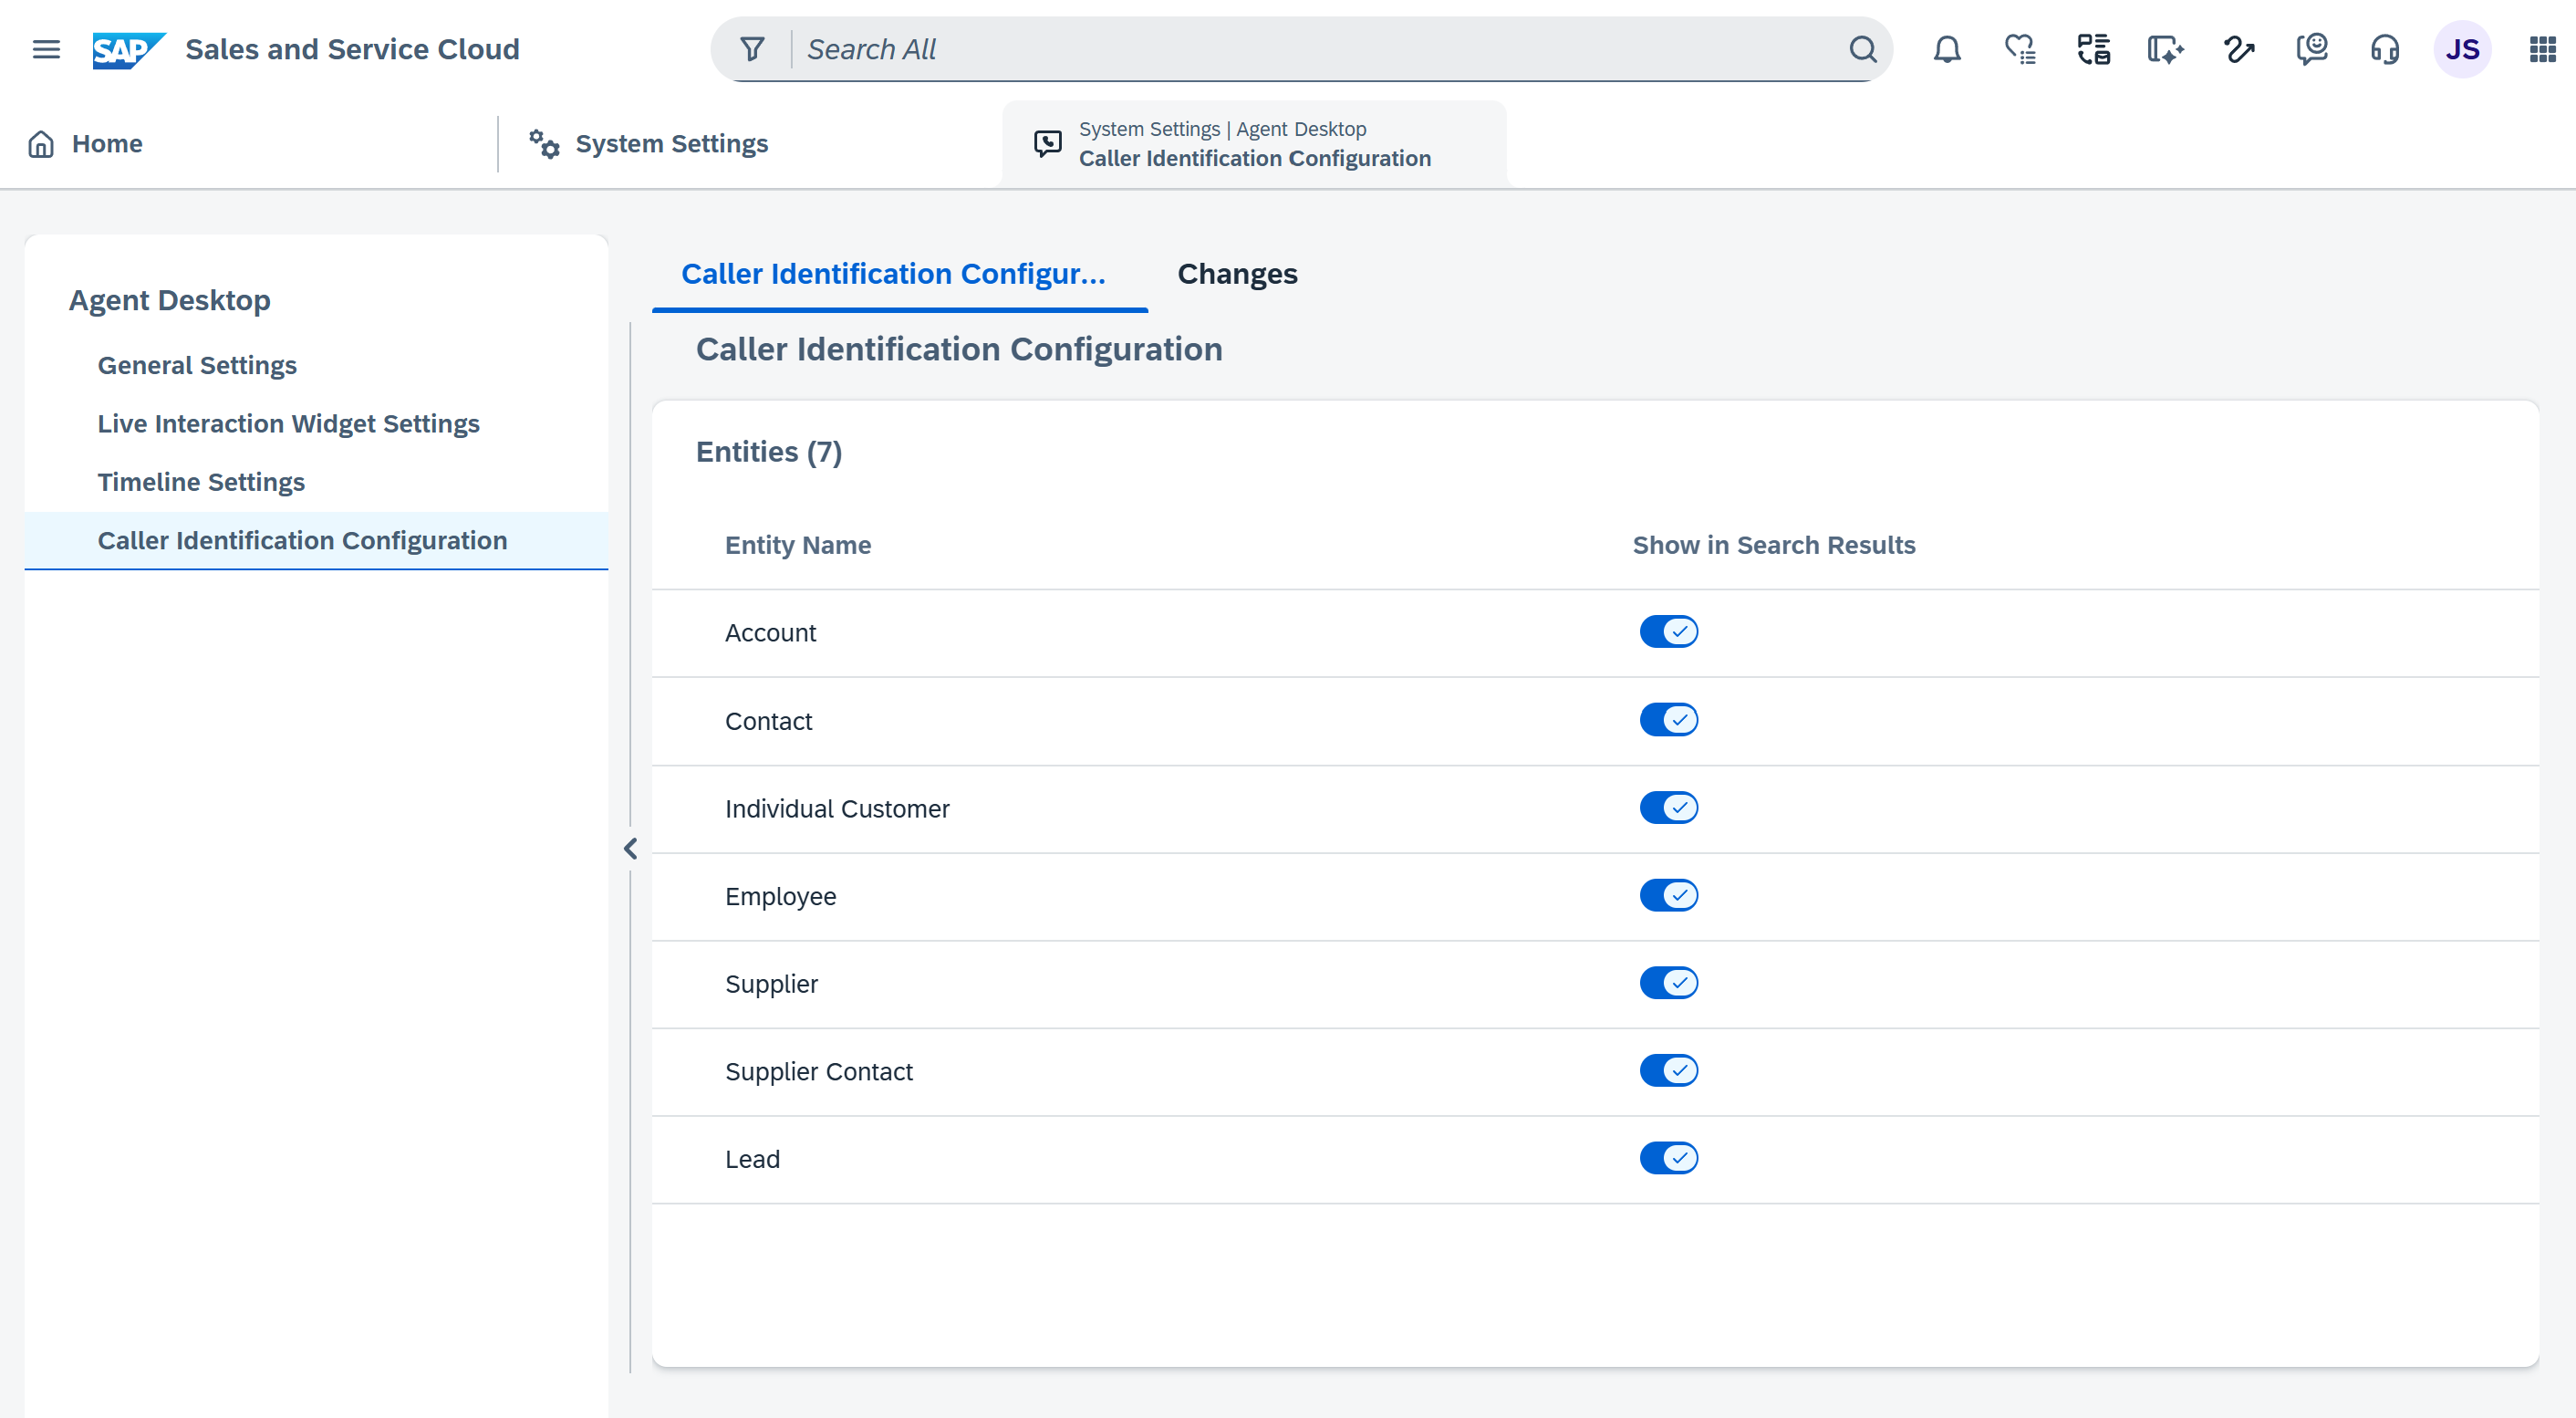 SAP Sales and Service Cloud
Search All
JS
Home
System Settings
System Settings | Agent Desktop
Caller Identification Configuration
Agent Desktop
General Settings
Live Interaction Widget Settings
Timeline Settings
Caller Identification Configuration
Caller Identification Configur...
Changes
Caller Identification Configuration
Entities (7)
Entity Name Show in Search Results
Account
Contact
Individual Customer
Employee
Supplier
Supplier Contact
Lead